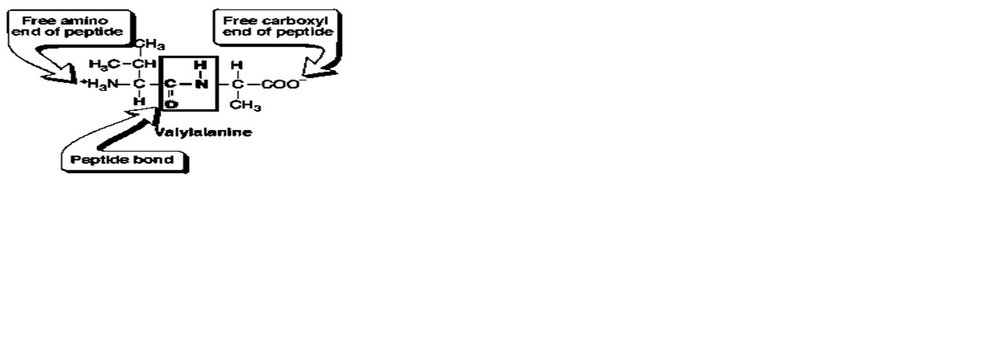 Free amino
end of peptide
Free carboxyl
end of peptide
CH₃
H₃C–CH H H
⁺H₃N–C–C–N–C–COO⁻
H O CH₃
Valylalanine
Peptide bond